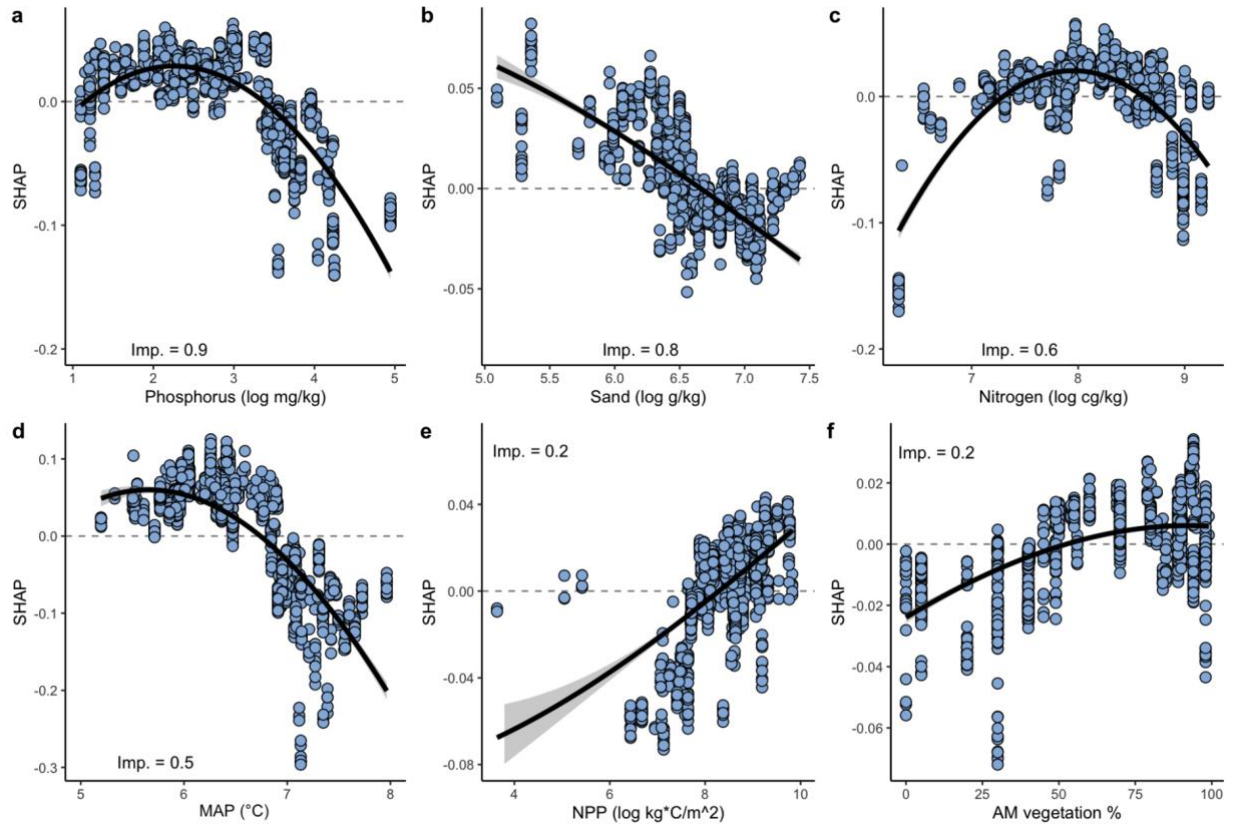 a
0.0
-0.1
-0.2
SHAP
Imp. = 0.9
1 2 3 4 5
Phosphorus (log mg/kg)
b
0.05
0.00
-0.05
SHAP
Imp. = 0.8
5.0 5.5 6.0 6.5 7.0 7.5
Sand (log g/kg)
c
0.0
-0.1
-0.2
SHAP
Imp. = 0.6
7 8 9
Nitrogen (log cg/kg)
d
0.1
0.0
-0.1
-0.2
-0.3
SHAP
Imp. = 0.5
5 6 7 8
MAP (°C)
e
Imp. = 0.2
0.04
0.00
-0.04
-0.08
SHAP
4 6 8 10
NPP (log kg*C/m^2)
f
Imp. = 0.2
0.02
0.00
-0.02
-0.04
-0.06
SHAP
0 25 50 75 100
AM vegetation %